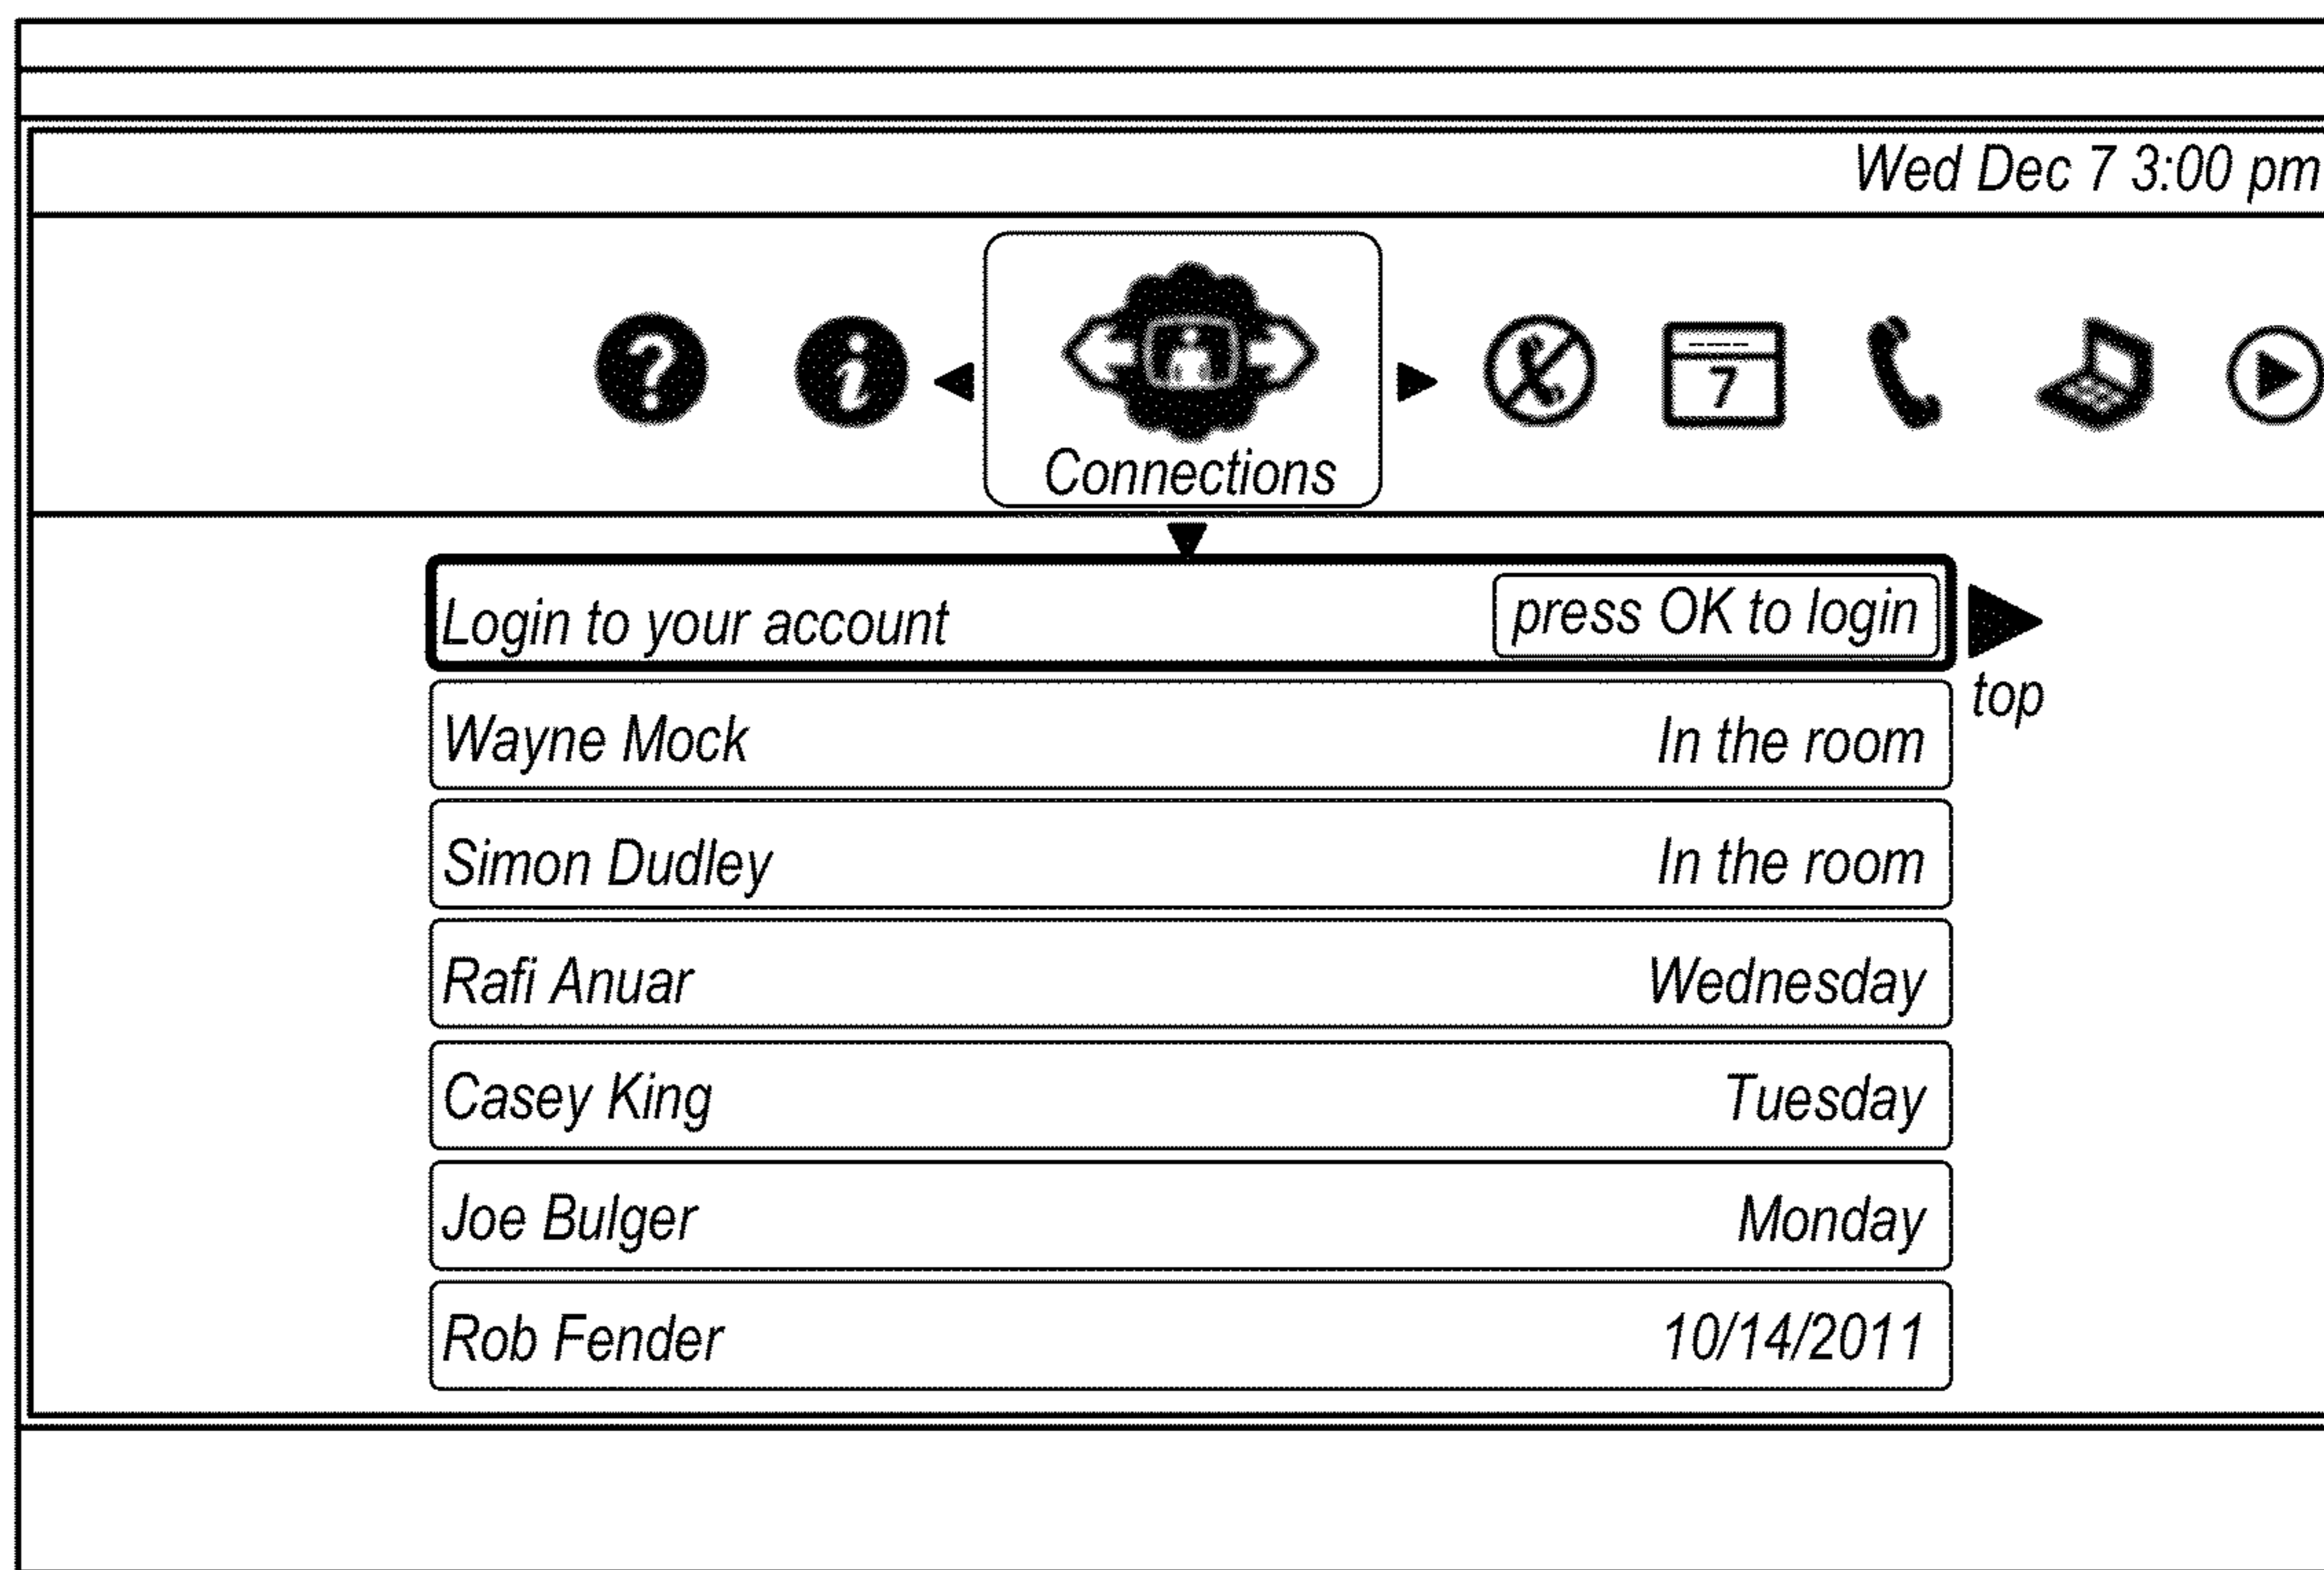 Wed Dec 7 3:00 pm
? i 7
Connections
Login to your account press OK to login
top
Wayne Mock In the room
Simon Dudley In the room
Rafi Anuar Wednesday
Casey King Tuesday
Joe Bulger Monday
Rob Fender 10/14/2011